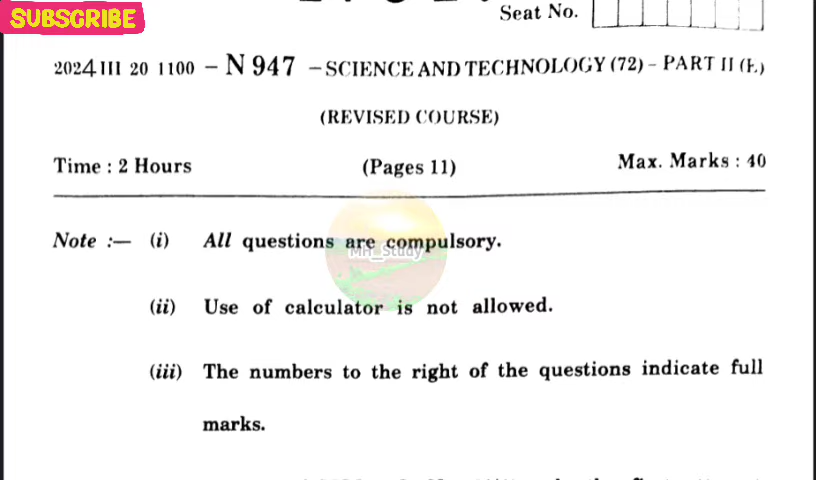 SUBSCRIBE
Seat No.
2024 III 20 1100 – N 947 – SCIENCE AND TECHNOLOGY (72) – PART II (E)
(REVISED COURSE)
Time : 2 Hours (Pages 11) Max. Marks : 40
Note :— (i) All questions are compulsory.
MH_Study
(ii) Use of calculator is not allowed.
(iii) The numbers to the right of the questions indicate full
marks.